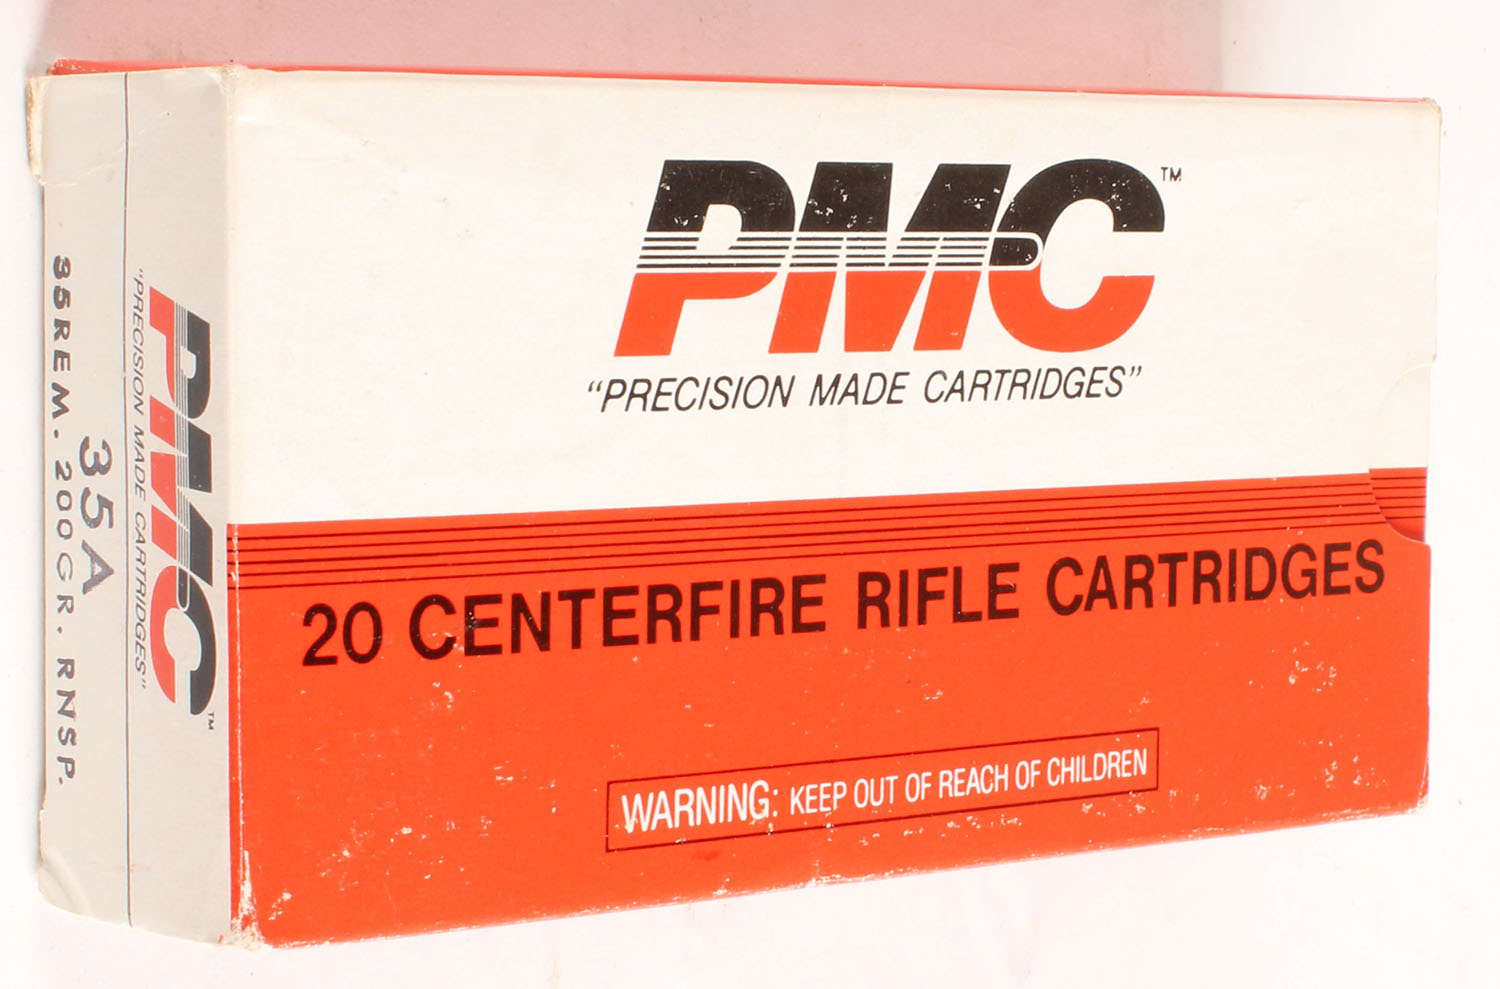 PMC™
“PRECISION MADE CARTRIDGES”
20 CENTERFIRE RIFLE CARTRIDGES
WARNING: KEEP OUT OF REACH OF CHILDREN
PMC™
"PRECISION MADE CARTRIDGES"
35A
35REM. 200GR. RNSP.